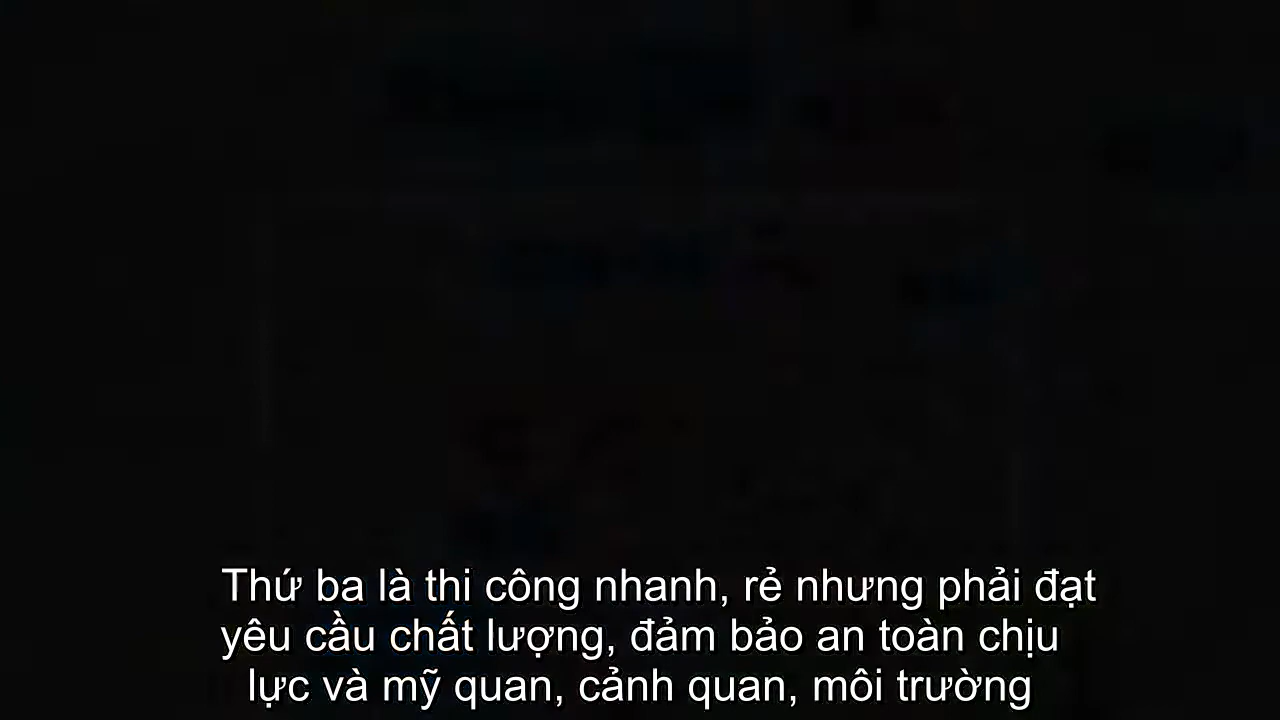 Thứ ba là thi công nhanh, rẻ nhưng phải đạt
yêu cầu chất lượng, đảm bảo an toàn chịu
lực và mỹ quan, cảnh quan, môi trường